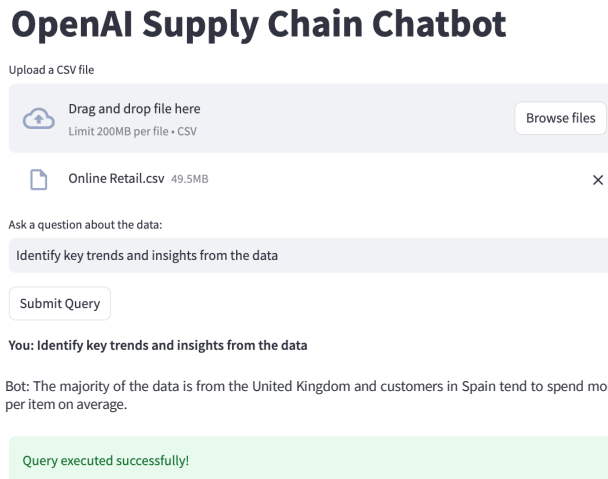 OpenAI Supply Chain Chatbot
Upload a CSV file
Drag and drop file here
Browse files
Limit 200MB per file • CSV
Online Retail.csv 49.5MB
Ask a question about the data:
Identify key trends and insights from the data
Submit Query
You: Identify key trends and insights from the data
Bot: The majority of the data is from the United Kingdom and customers in Spain tend to spend mo
per item on average.
Query executed successfully!